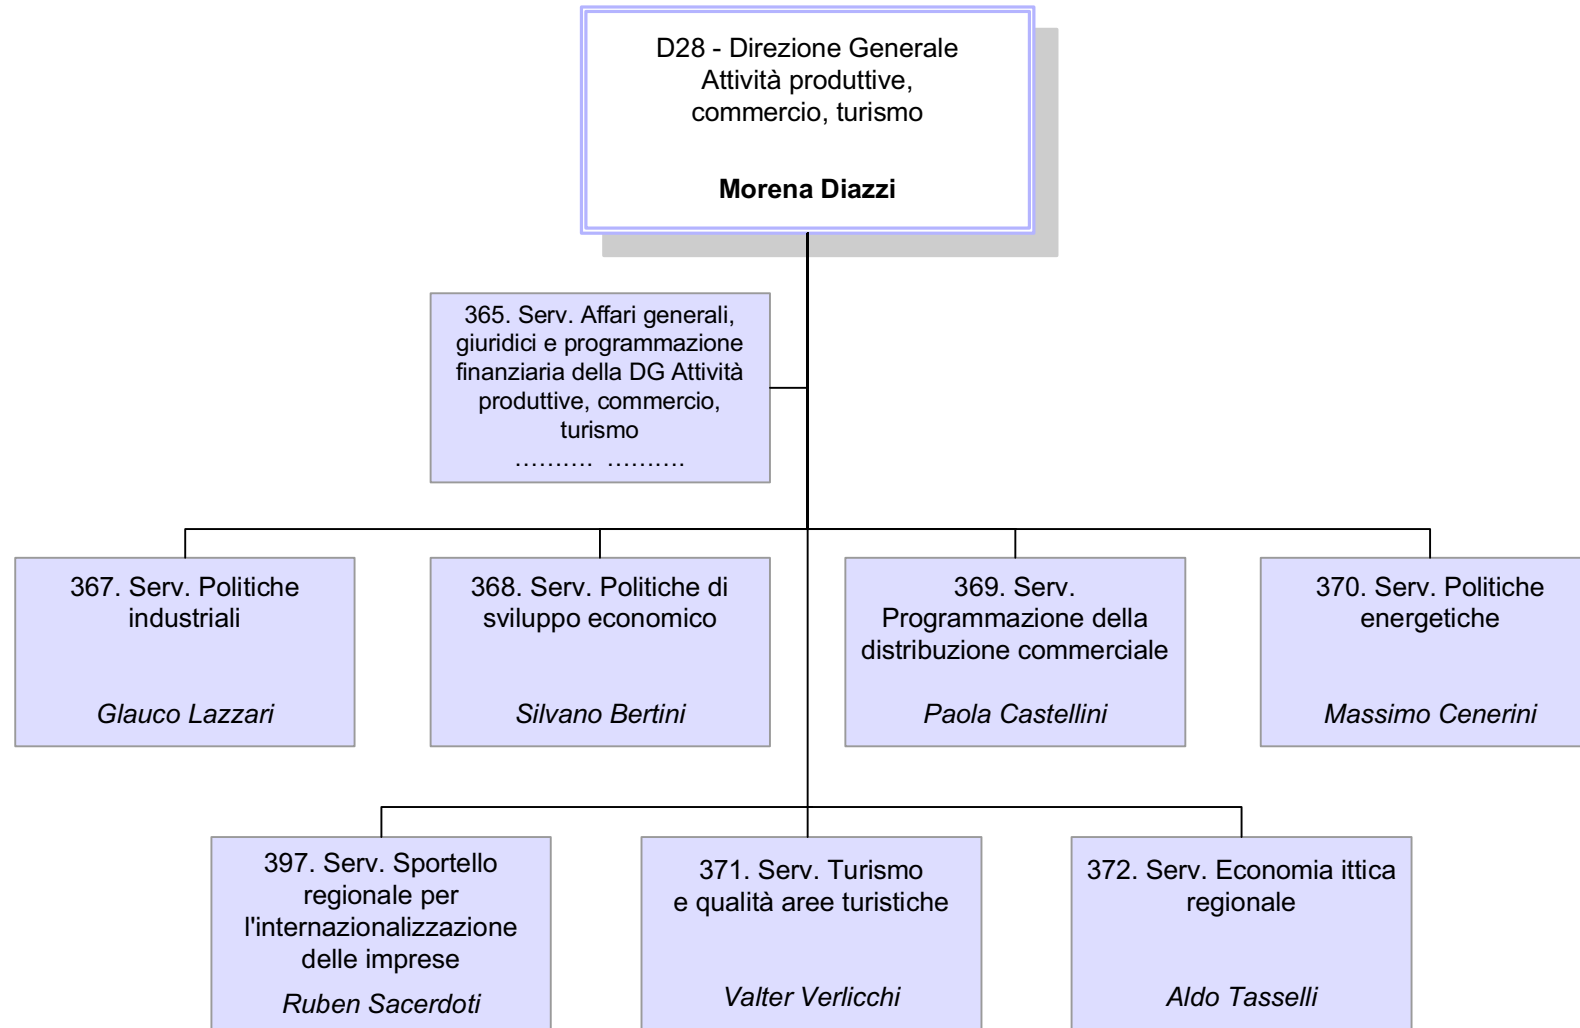 D28 - Direzione Generale
Attività produttive,
commercio, turismo
Morena Diazzi
365. Serv. Affari generali,
giuridici e programmazione
finanziaria della DG Attività
produttive, commercio,
turismo
.......... ..........
367. Serv. Politiche
industriali
Glauco Lazzari
368. Serv. Politiche di
sviluppo economico
Silvano Bertini
369. Serv.
Programmazione della
distribuzione commerciale
Paola Castellini
370. Serv. Politiche
energetiche
Massimo Cenerini
397. Serv. Sportello
regionale per
l'internazionalizzazione
delle imprese
Ruben Sacerdoti
371. Serv. Turismo
e qualità aree turistiche
Valter Verlicchi
372. Serv. Economia ittica
regionale
Aldo Tasselli